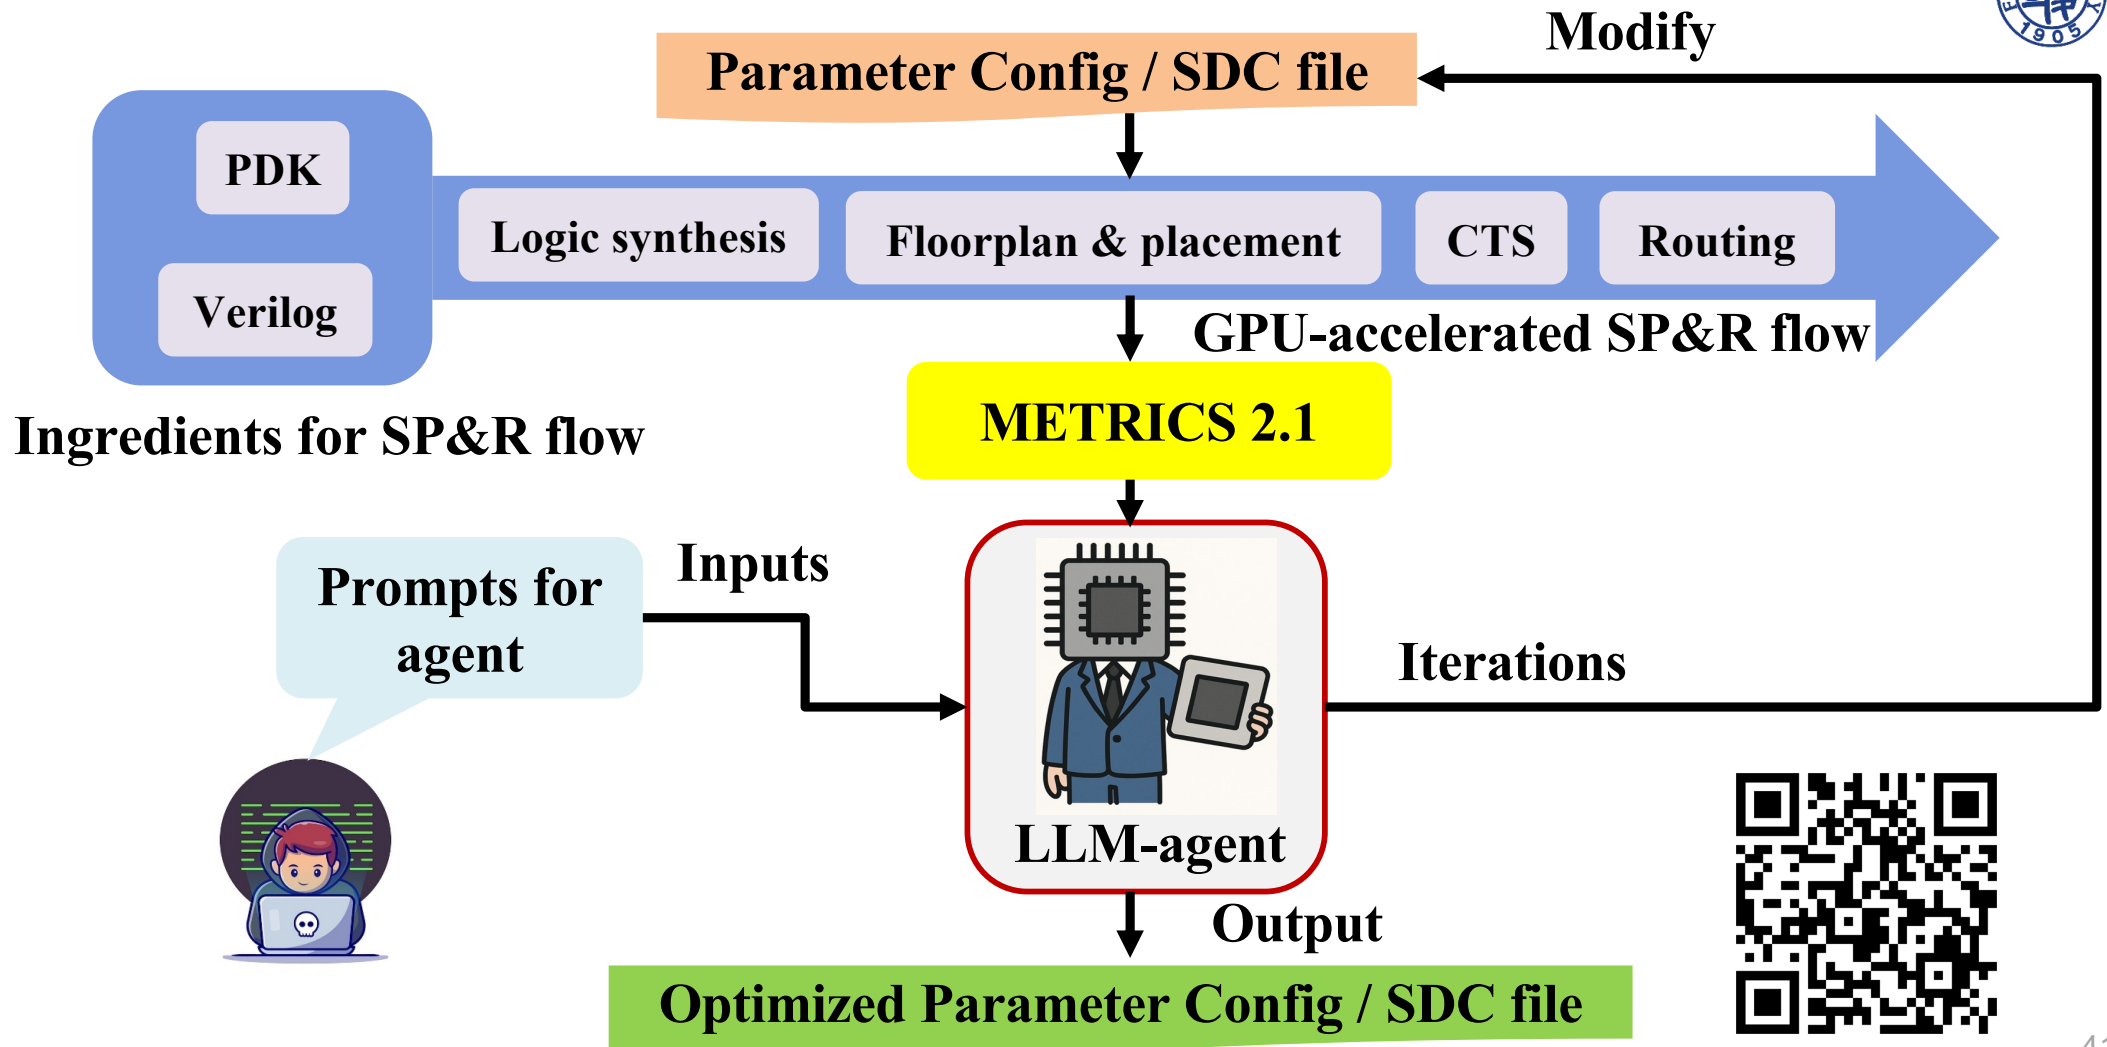 Modify
1905
Parameter Config / SDC file
PDK
Verilog
Logic synthesis
Floorplan & placement
CTS
Routing
GPU-accelerated SP&R flow
Ingredients for SP&R flow
METRICS 2.1
Prompts for
agent
Inputs
Iterations
LLM-agent
Output
Optimized Parameter Config / SDC file